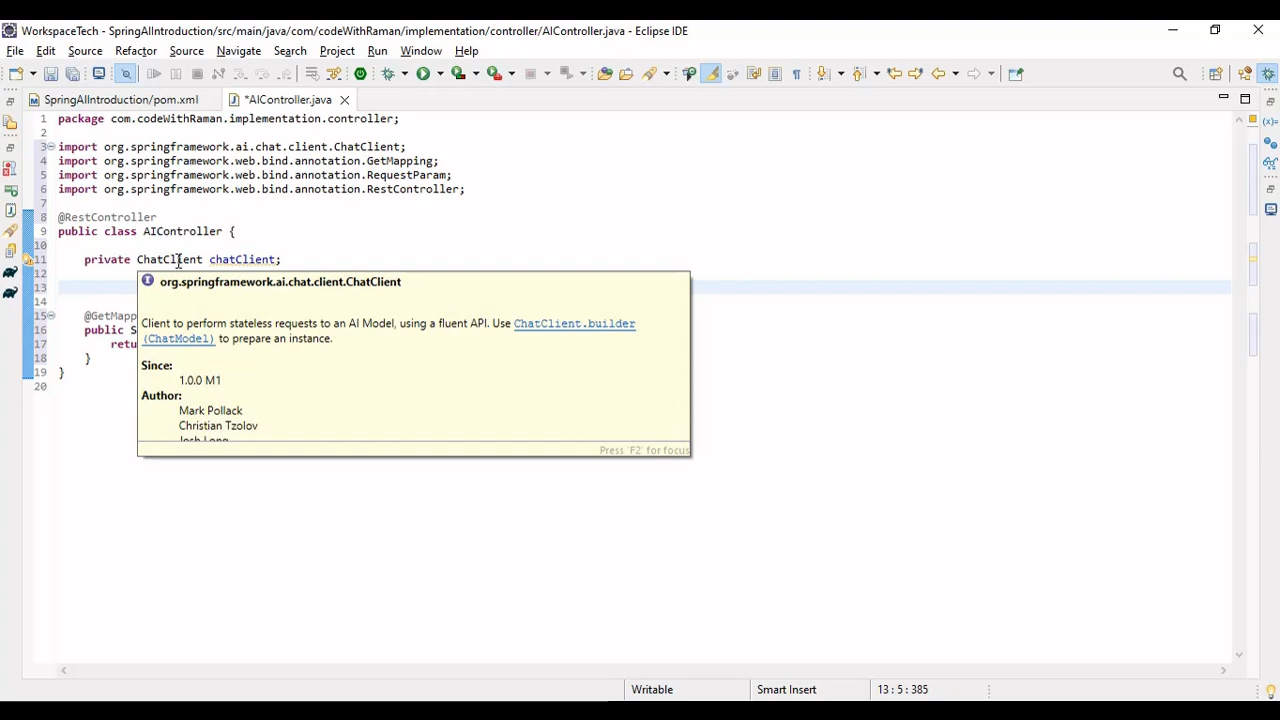 WorkspaceTech - SpringAIIntroduction/src/main/java/com/codeWithRaman/implementation/controller/AIController.java - Eclipse IDE
File Edit Source Refactor Source Navigate Search Project Run Window Help
SpringAIIntroduction/pom.xml *AIController.java
1 package com.codeWithRaman.implementation.controller;
2
3 import org.springframework.ai.chat.client.ChatClient;
4 import org.springframework.web.bind.annotation.GetMapping;
5 import org.springframework.web.bind.annotation.RequestParam;
6 import org.springframework.web.bind.annotation.RestController;
7
8 @RestController
9 public class AIController {
10
11 private ChatClient chatClient;
12
13
14
15 @GetMapp
16 public S
17 retu
18 }
19 }
20
org.springframework.ai.chat.client.ChatClient
Client to perform stateless requests to an AI Model, using a fluent API. Use ChatClient.builder
(ChatModel) to prepare an instance.
Since:
1.0.0 M1
Author:
Mark Pollack
Christian Tzolov
Josh Long
Press 'F2' for focus
Writable Smart Insert 13 : 5 : 385